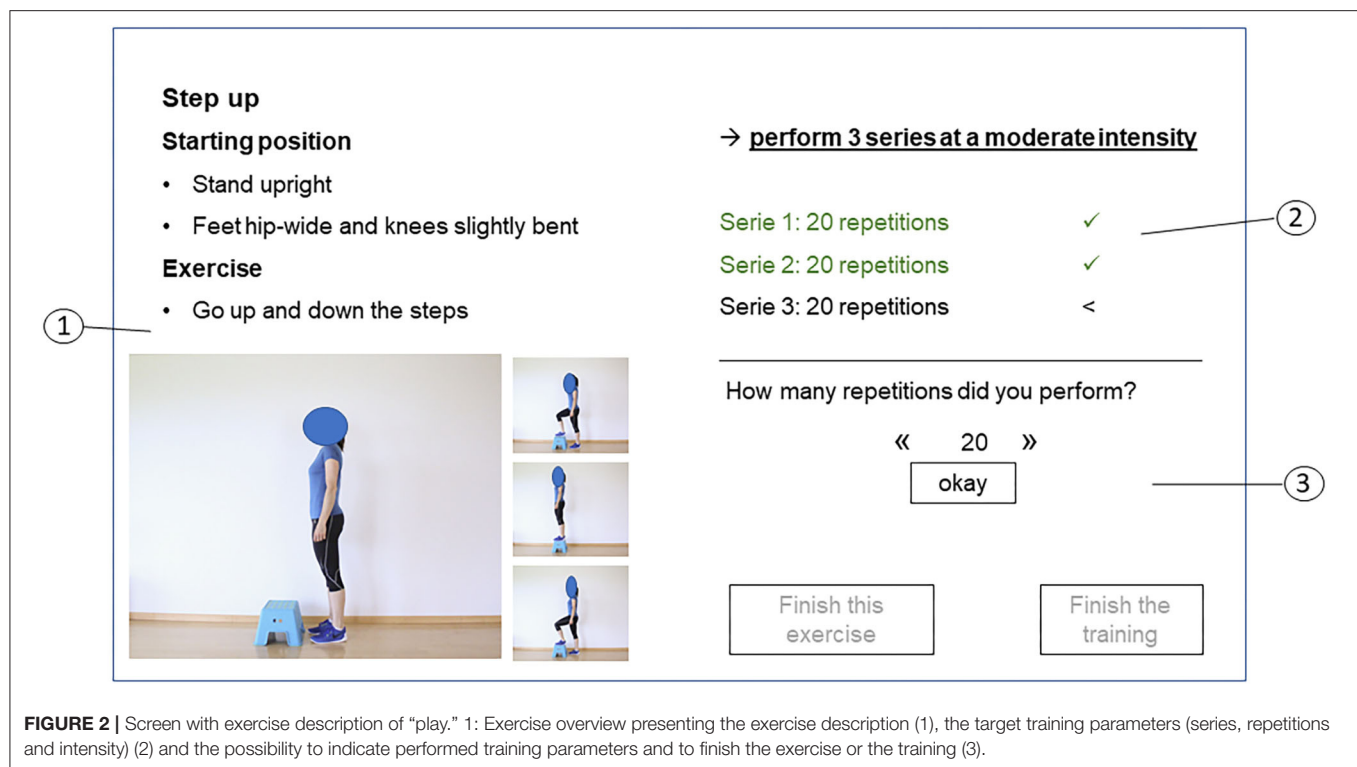 Step up
Starting position
• Stand upright
• Feet hip-wide and knees slightly bent
Exercise
• Go up and down the steps
1
→ perform 3 series at a moderate intensity
Serie 1: 20 repetitions ✓
Serie 2: 20 repetitions ✓
Serie 3: 20 repetitions <
2
How many repetitions did you perform?
« 20 »
okay
3
Finish this
exercise
Finish the
training
FIGURE 2 | Screen with exercise description of “play.” 1: Exercise overview presenting the exercise description (1), the target training parameters (series, repetitions
and intensity) (2) and the possibility to indicate performed training parameters and to finish the exercise or the training (3).